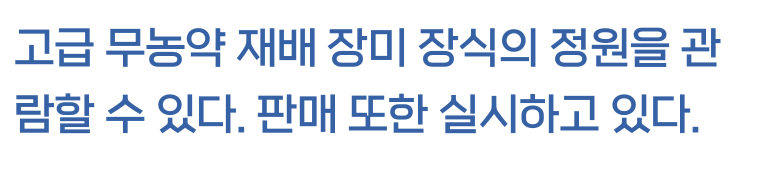 고급 무농약 재배 장미 장식의 정원을 관
람할 수 있다. 판매 또한 실시하고 있다.